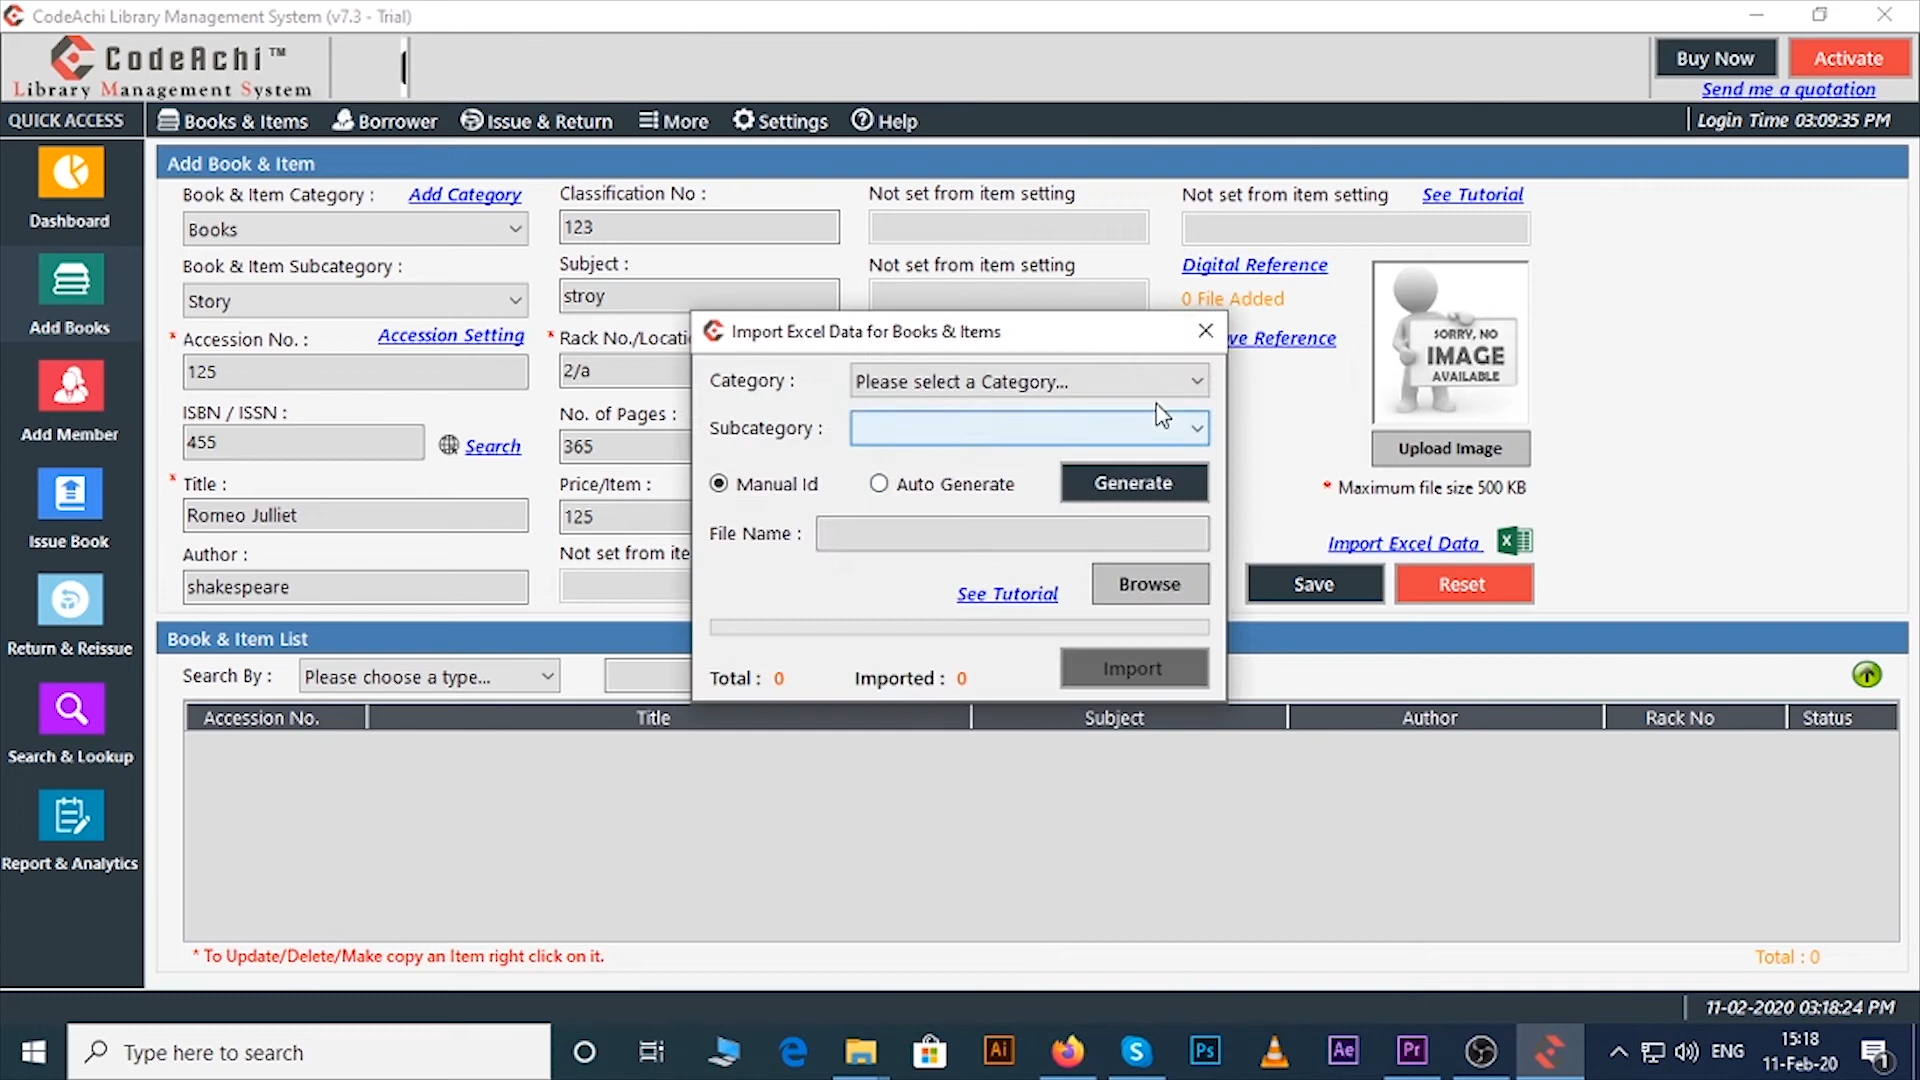 CodeAchi Library Management System (v7.3 - Trial)
CodeAchi™
Library Management System
Buy Now
Activate
Send me a quotation
QUICK ACCESS
Books & Items
Borrower
Issue & Return
More
Settings
Help
Login Time 03:09:35 PM
Dashboard
Add Books
Add Member
Issue Book
Return & Reissue
Search & Lookup
Report & Analytics
Add Book & Item
Book & Item Category :
Add Category
Books
Book & Item Subcategory :
Story
* Accession No. :
Accession Setting
125
ISBN / ISSN :
455
Search
* Title :
Romeo Julliet
Author :
shakespeare
Classification No :
123
Subject :
stroy
* Rack No./Locati
2/a
No. of Pages :
365
Price/Item :
125
Not set from ite
Not set from item setting
Not set from item setting
Not set from item setting
See Tutorial
Digital Reference
0 File Added
ve Reference
SORRY, NO
IMAGE
AVAILABLE
Upload Image
* Maximum file size 500 KB
Import Excel Data
Save
Reset
Import Excel Data for Books & Items
Category :
Please select a Category...
Subcategory :
Manual Id
Auto Generate
Generate
File Name :
See Tutorial
Browse
Total : 0
Imported : 0
Import
Book & Item List
Search By :
Please choose a type...
Accession No.
Title
Subject
Author
Rack No
Status
* To Update/Delete/Make copy an Item right click on it.
Total : 0
11-02-2020 03:18:24 PM
Type here to search
Ai
Ps
Ae
Pr
ENG
15:18
11-Feb-20
1